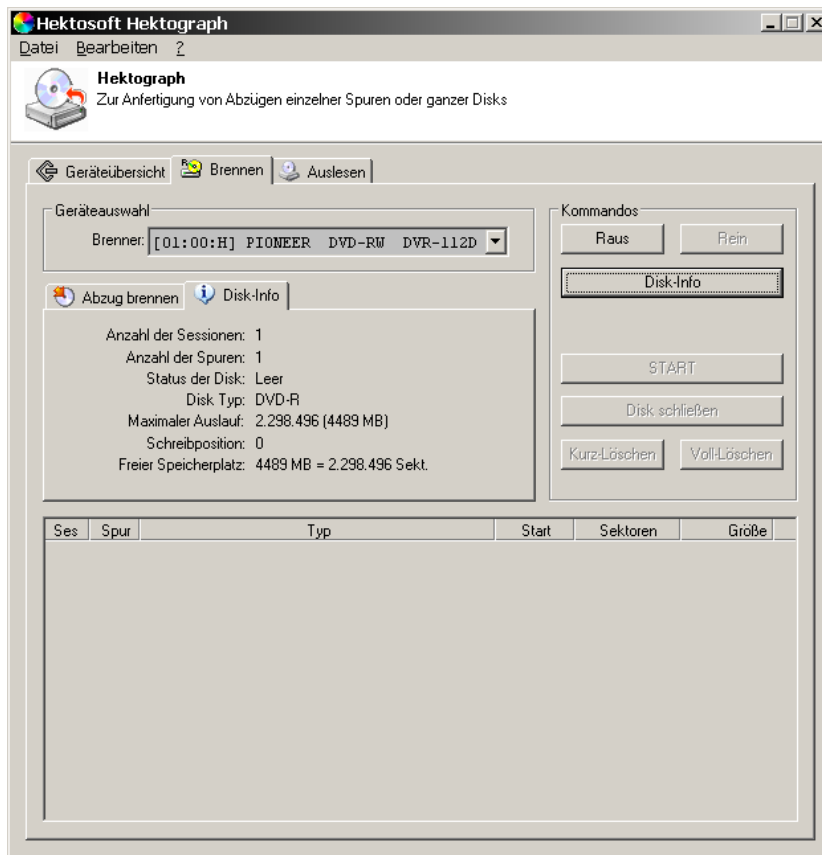 Hektosoft Hektograph
Datei Bearbeiten ?
Hektograph
Zur Anfertigung von Abzügen einzelner Spuren oder ganzer Disks
Geräteübersicht Brennen Auslesen
Geräteauswahl
Brenner: [01:00:H] PIONEER DVD-RW DVR-112D
Abzug brennen Disk-Info
Anzahl der Sessionen: 1
Anzahl der Spuren: 1
Status der Disk: Leer
Disk Typ: DVD-R
Maximaler Auslauf: 2.298.496 (4489 MB)
Schreibposition: 0
Freier Speicherplatz: 4489 MB = 2.298.496 Sekt.
Kommandos
Raus Rein
Disk-Info
START
Disk schließen
Kurz-Löschen Voll-Löschen
Ses Spur Typ Start Sektoren Größe